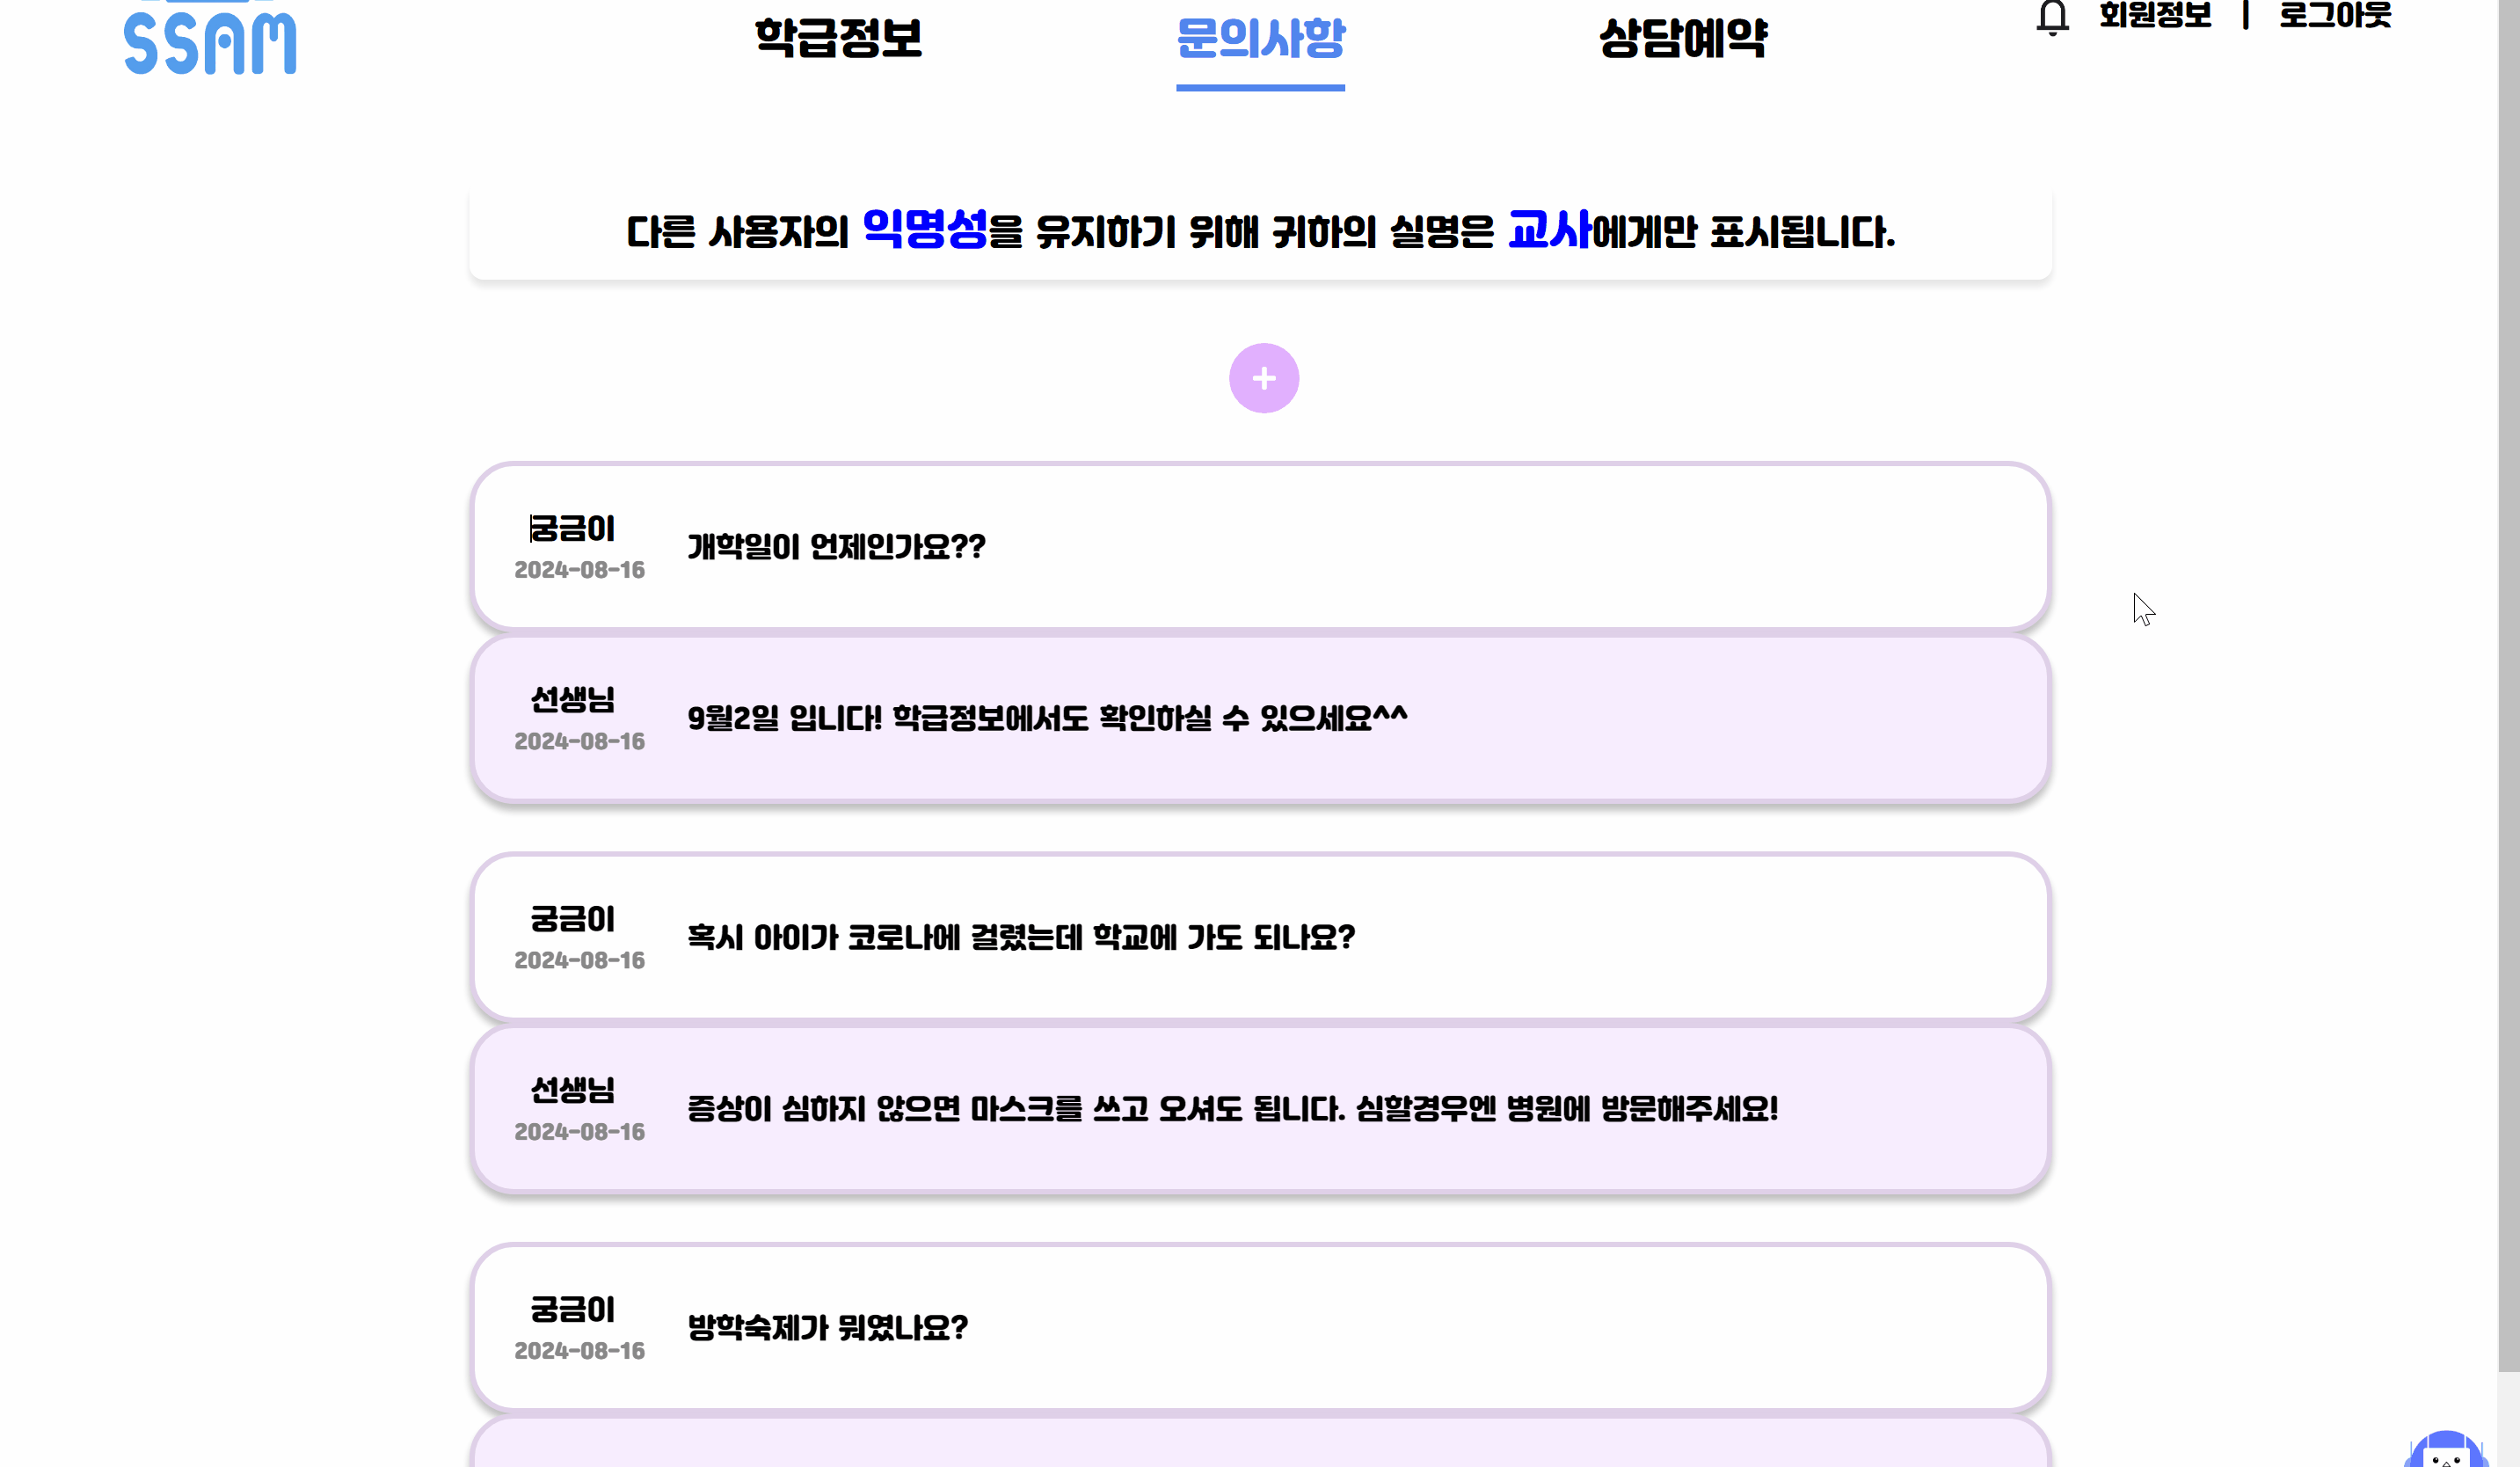 SSAM
학급정보
문의사항
상담예약
회원정보 | 로그아웃
다른 사용자의 익명성을 유지하기 위해 귀하의 실명은 교사에게만 표시됩니다.
+
궁금이
2024-08-16
개학일이 언제인가요??
선생님
2024-08-16
9월2일 입니다! 학급정보에서도 확인하실 수 있으세요^^
궁금이
2024-08-16
혹시 아이가 코로나에 걸렸는데 학교에 가도 되나요?
선생님
2024-08-16
증상이 심하지 않으면 마스크를 쓰고 오셔도 됩니다. 심할경우엔 병원에 방문해주세요!
궁금이
2024-08-16
방학숙제가 뭐였나요?